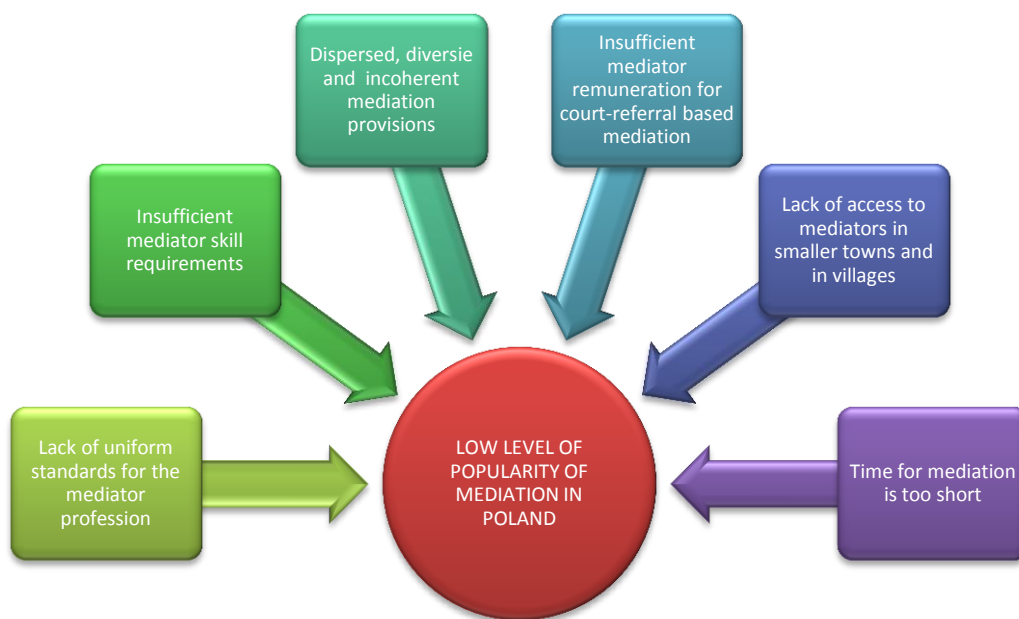 Dispersed, diversie
and  incoherent
mediation
provisions
Insufficient
mediator
remuneration for
court-referral based
mediation
Insufficient
mediator skill
requirements
Lack of access to
mediators in
smaller towns and
in villages
Lack of uniform
standards for the
mediator
profession
LOW LEVEL OF
POPULARITY OF
MEDIATION IN
POLAND
Time for mediation
is too short